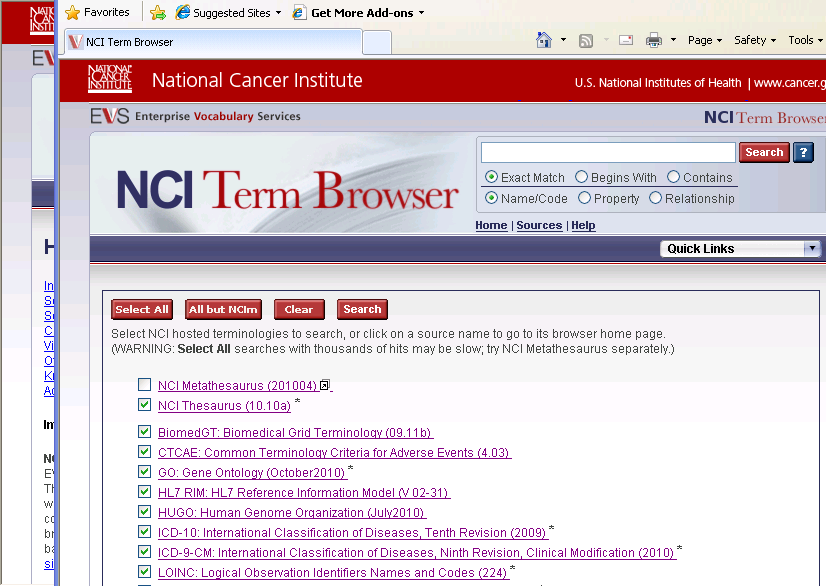 Favorites Suggested Sites Get More Add-ons
NCI Term Browser
Page Safety Tools
NATIONAL CANCER INSTITUTE National Cancer Institute U.S. National Institutes of Health | www.cancer.g
EVS Enterprise Vocabulary Services NCI Term Browser
Search ?
NCI Term Browser
Exact Match Begins With Contains
Name/Code Property Relationship
Home | Sources | Help
Quick Links
Select All All but NCIm Clear Search
Select NCI hosted terminologies to search, or click on a source name to go to its browser home page.
(WARNING: Select All searches with thousands of hits may be slow; try NCI Metathesaurus separately.)
NCI Metathesaurus (201004)
NCI Thesaurus (10.10a) *
BiomedGT: Biomedical Grid Terminology (09.11b)
CTCAE: Common Terminology Criteria for Adverse Events (4.03)
GO: Gene Ontology (October2010) *
HL7 RIM: HL7 Reference Information Model (V 02-31)
HUGO: Human Genome Organization (July2010)
ICD-10: International Classification of Diseases, Tenth Revision (2009) *
ICD-9-CM: International Classification of Diseases, Ninth Revision, Clinical Modification (2010) *
LOINC: Logical Observation Identifiers Names and Codes (224) *